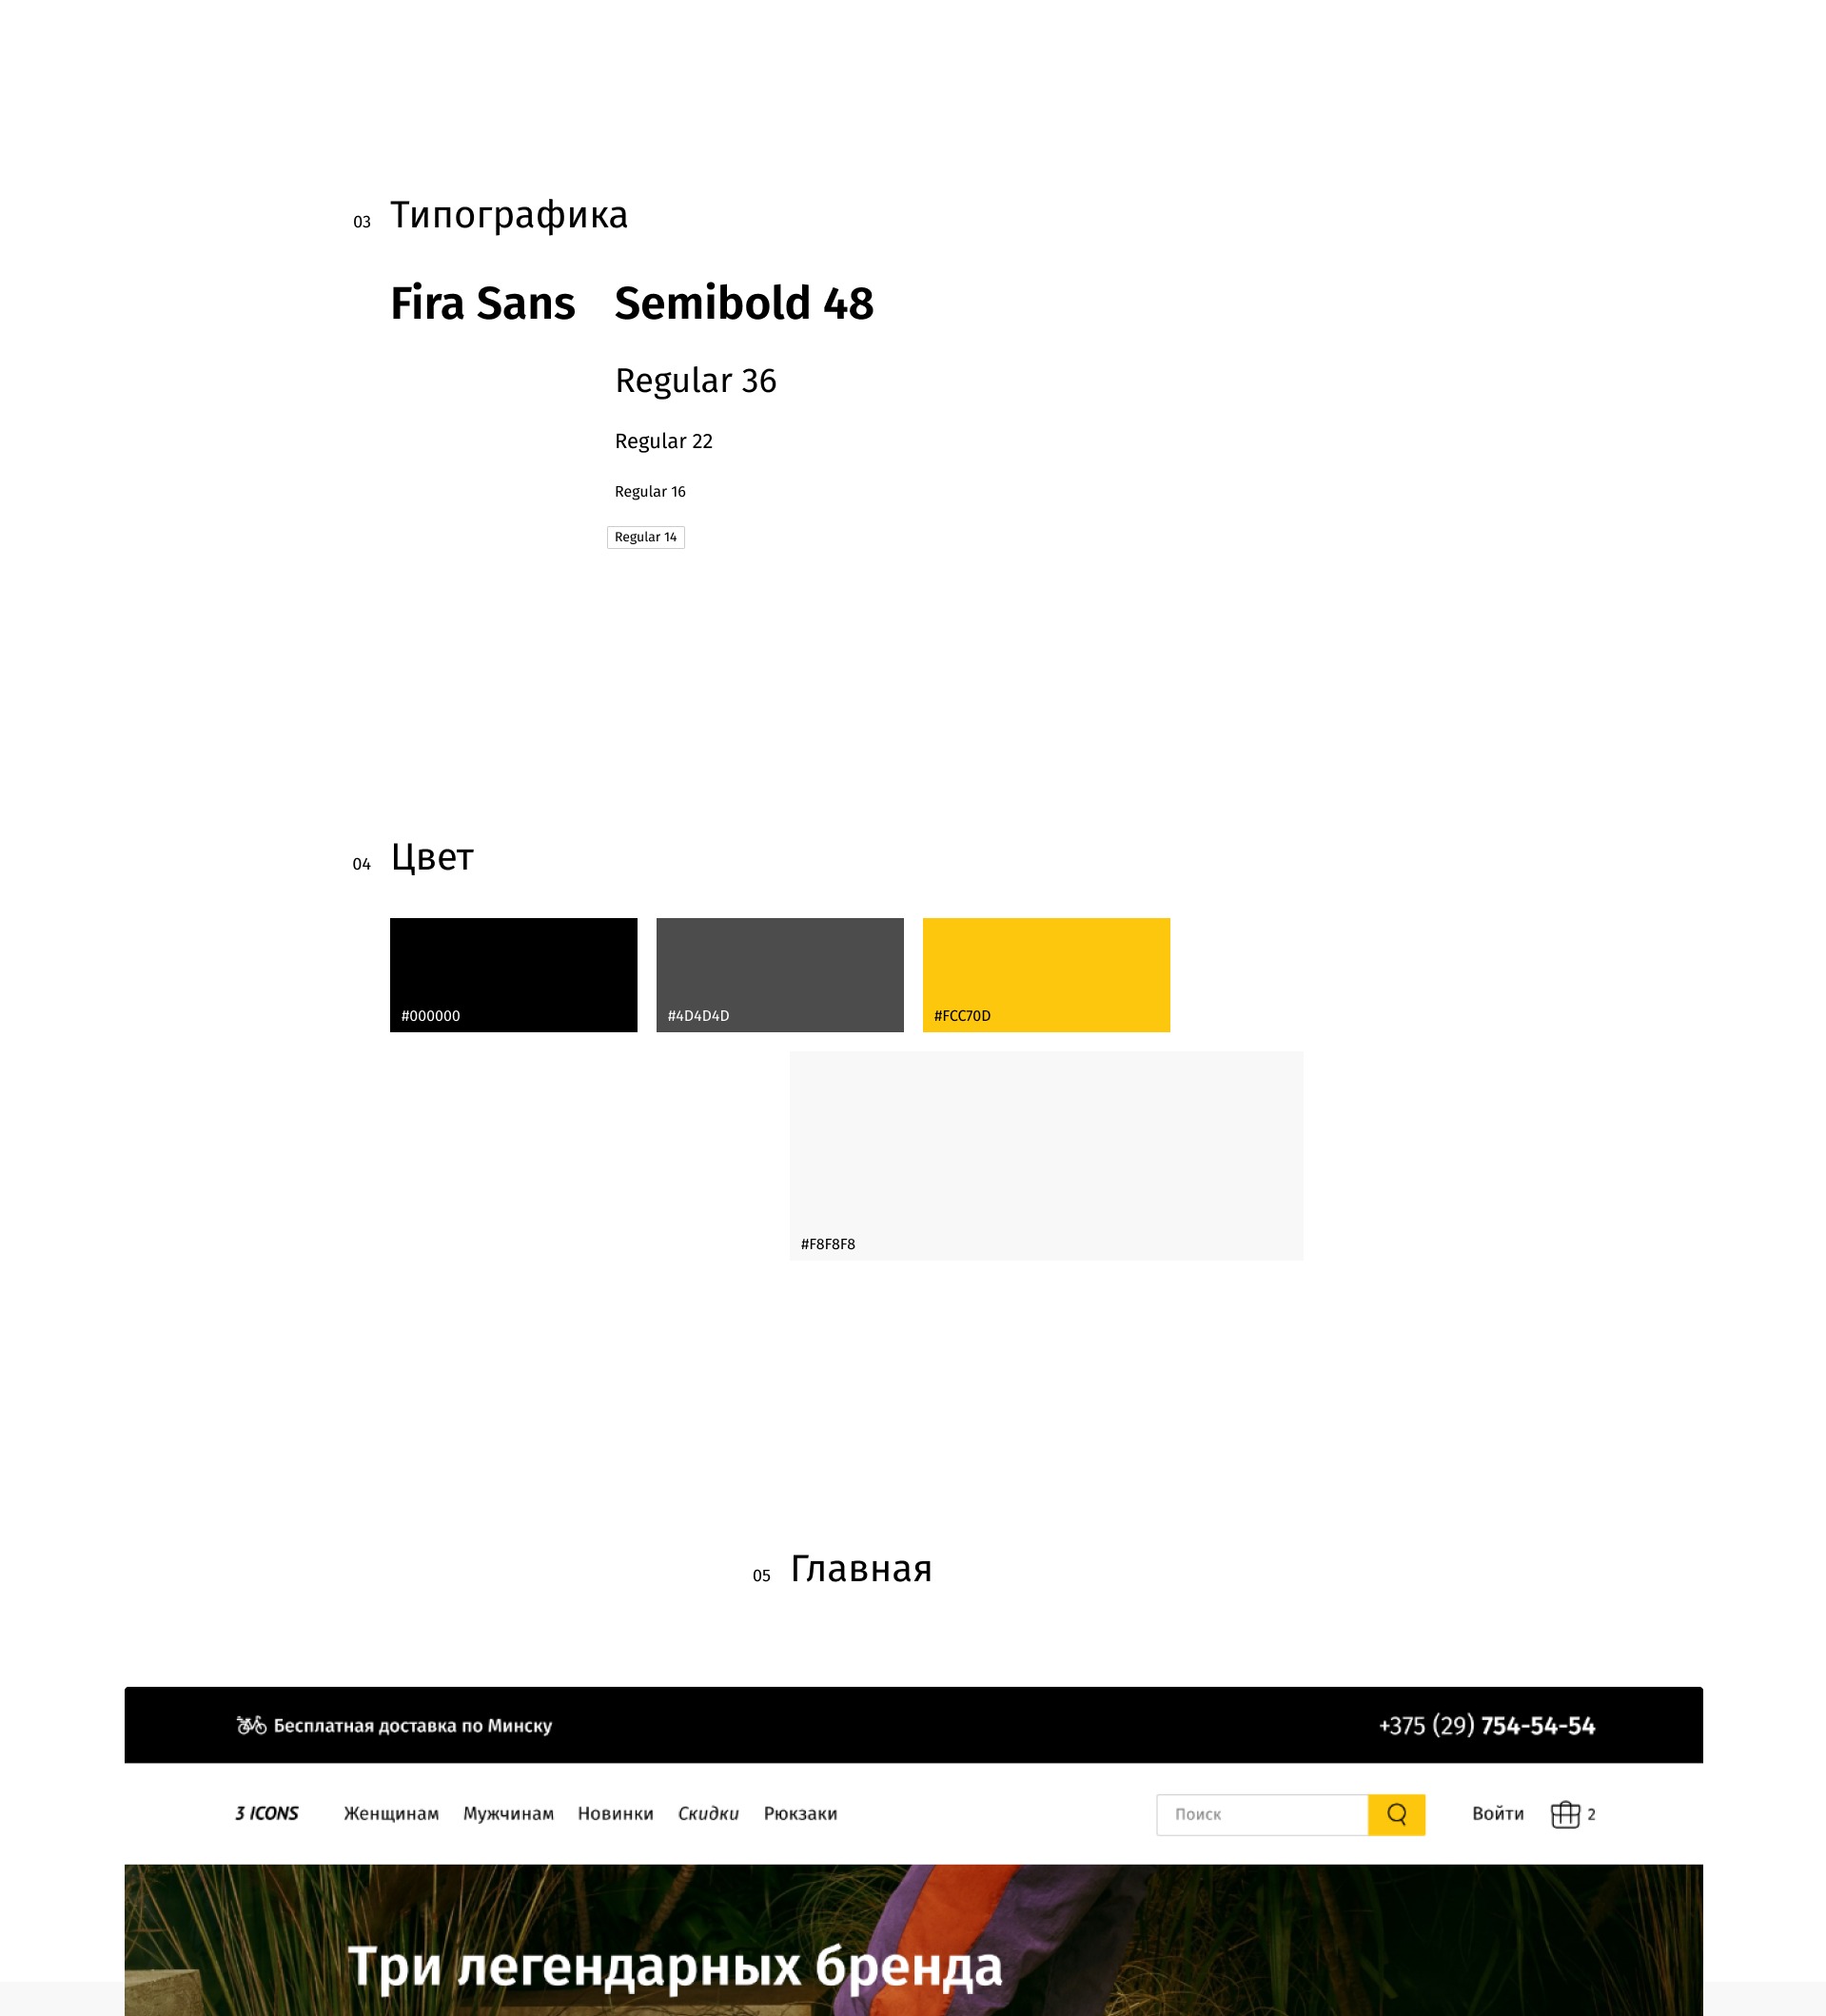 03 Типографика
Fira Sans Semibold 48
Regular 36
Regular 22
Regular 16
Regular 14
04 Цвет
#000000 #4D4D4D #FCC70D
#F8F8F8
05 Главная
Бесплатная доставка по Минску +375 (29) 754-54-54
3 ICONS Женщинам Мужчинам Новинки Скидки Рюкзаки Поиск Войти 2
Три легендарных бренда